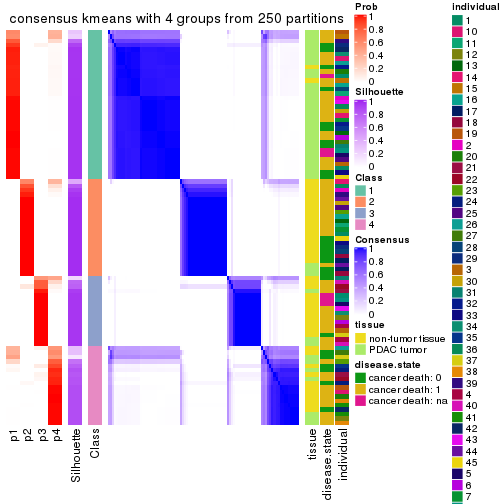 consensus kmeans with 4 groups from 250 partitions
p1
p2
p3
p4
Silhouette
Class
tissue
disease.state
individual
Prob
1
0.8
0.6
0.4
0.2
0
Silhouette
1
0.8
0.6
0.4
0.2
0
Class
1
2
3
4
Consensus
1
0.8
0.6
0.4
0.2
0
tissue
non-tumor tissue
PDAC tumor
disease.state
cancer death: 0
cancer death: 1
cancer death: na
individual
1
10
11
12
13
14
15
16
17
18
19
2
20
21
22
23
24
25
26
27
28
29
3
30
31
32
33
34
35
36
37
38
39
4
40
41
42
43
44
45
5
6
7